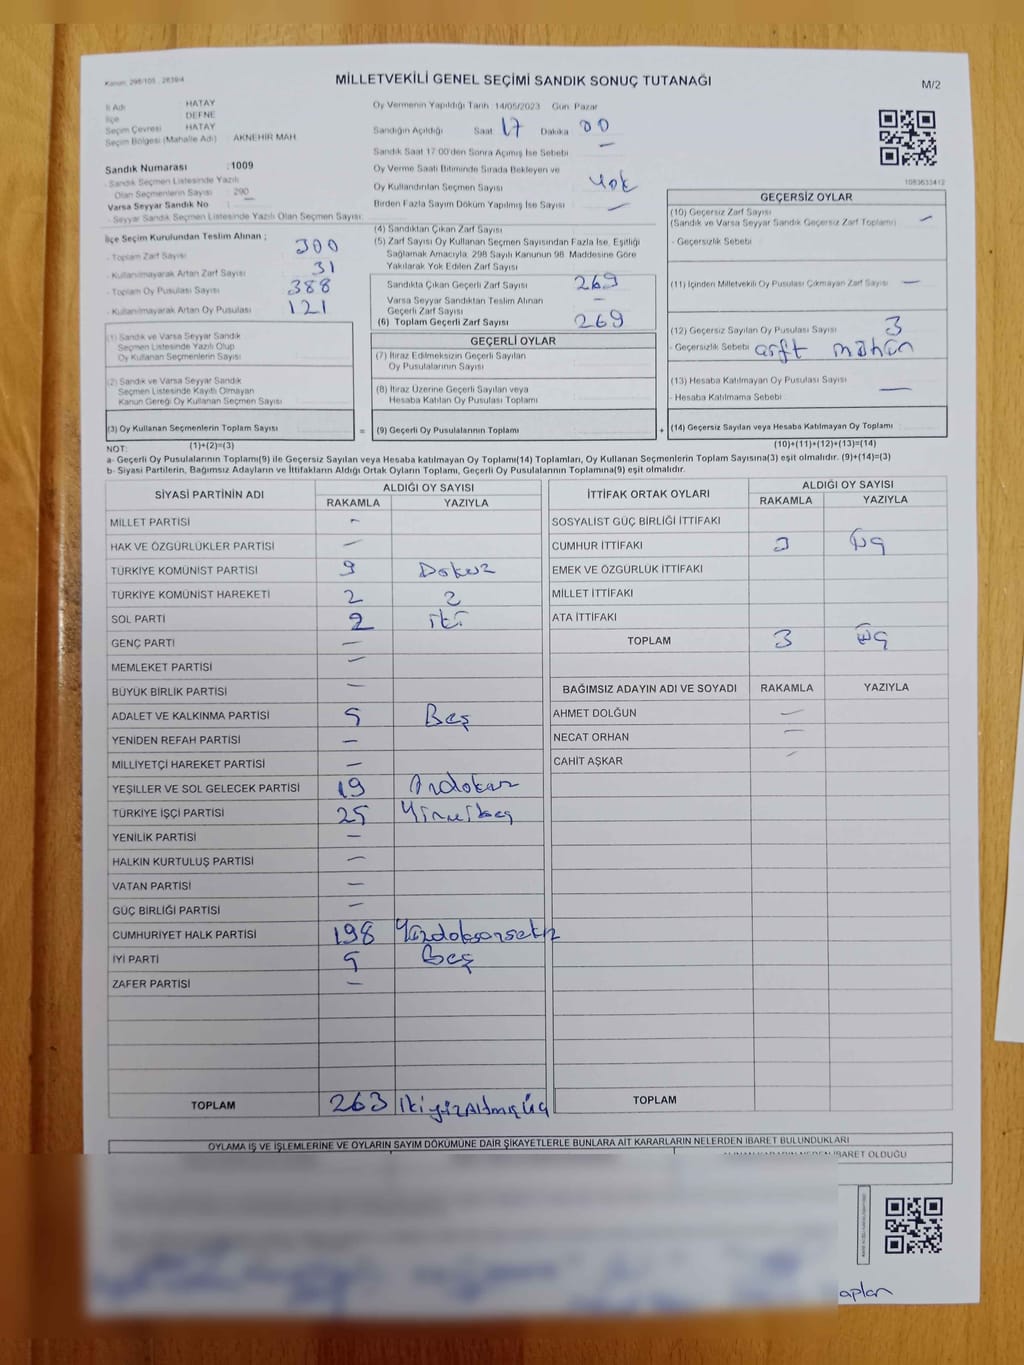 Kanun: 298/105 - 2839/4
MİLLETVEKİLİ GENEL SEÇİMİ SANDIK SONUÇ TUTANAĞI
M/2
İl Adı HATAY
İlçe DEFNE
Seçim Çevresi HATAY
Seçim Bölgesi (Mahalle Adı) AKNEHİR MAH.
Sandık Numarası : 1009
- Sandık Seçmen Listesinde Yazılı
Olan Seçmenlerin Sayısı : 290
Varsa Seyyar Sandık No
- Seyyar Sandık Seçmen Listesinde Yazılı Olan Seçmen Sayısı:
Oy Vermenin Yapıldığı Tarih 14/05/2023 Gün: Pazar
Sandığın Açıldığı Saat 17 Dakika 00
Sandık Saat 17:00'den Sonra Açımış İse Sebebi —
Oy Verme Saati Bitiminde Sırada Bekleyen ve
Oy Kullandırılan Seçmen Sayısı Yok
Birden Fazla Sayım Döküm Yapılmış İse Sayısı —
1083633412
İlçe Seçim Kurulundan Teslim Alınan ;
- Toplam Zarf Sayısı 300
- Kullanılmayarak Artan Zarf Sayısı 31
- Toplam Oy Pusulası Sayısı 388
- Kullanılmayarak Artan Oy Pusulası 121
(4) Sandıktan Çıkan Zarf Sayısı
(5) Zarf Sayısı Oy Kullanan Seçmen Sayısından Fazla İse, Eşitliği
Sağlamak Amacıyla, 298 Sayılı Kanunun 98. Maddesine Göre
Yakılarak Yok Edilen Zarf Sayısı
Sandıkta Çıkan Geçerli Zarf Sayısı 269
Varsa Seyyar Sandıktan Teslim Alınan
Geçerli Zarf Sayısı —
(6) Toplam Geçerli Zarf Sayısı 269
GEÇERSİZ OYLAR
(10) Geçersiz Zarf Sayısı
(Sandık ve Varsa Seyyar Sandık Geçersiz Zarf Toplamı) —
- Geçersizlik Sebebi :
(11) İçinden Milletvekili Oy Pusulası Çıkmayan Zarf Sayısı —
(12) Geçersiz Sayılan Oy Pusulası Sayısı 3
- Geçersizlik Sebebi
(13) Hesaba Katılmayan Oy Pusulası Sayısı —
- Hesaba Katılmama Sebebi
(14) Geçersiz Sayılan veya Hesaba Katılmayan Oy Toplamı
(1) Sandık ve Varsa Seyyar Sandık
Seçmen Listesinde Yazılı Olup
Oy Kullanan Seçmenlerin Sayısı
(2) Sandık ve Varsa Seyyar Sandık
Seçmen Listesinde Kayıtlı Olmayan
Kanun Gereği Oy Kullanan Seçmen Sayısı
(3) Oy Kullanan Seçmenlerin Toplam Sayısı
=
GEÇERLİ OYLAR
(7) İtiraz Edilmeksizin Geçerli Sayılan
Oy Pusulalarının Sayısı
(8) İtiraz Üzerine Geçerli Sayılan veya
Hesaba Katılan Oy Pusulası Toplamı
(9) Geçerli Oy Pusulalarının Toplamı
+
NOT: (1)+(2)=(3) (10)+(11)+(12)+(13)=(14)
a- Geçerli Oy Pusulalarının Toplamı(9) ile Geçersiz Sayılan veya Hesaba katılmayan Oy Toplamı(14) Toplamları, Oy Kullanan Seçmenlerin Toplam Sayısına(3) eşit olmalıdır. (9)+(14)=(3)
b- Siyasi Partilerin, Bağımsız Adayların ve İttifakların Aldığı Ortak Oyların Toplamı, Geçerli Oy Pusulalarının Toplamına(9) eşit olmalıdır.
SİYASİ PARTİNİN ADI ALDIĞI OY SAYISI
RAKAMLA YAZIYLA
MİLLET PARTİSİ -
HAK VE ÖZGÜRLÜKLER PARTİSİ —
TÜRKİYE KOMÜNİST PARTİSİ 9 Dokuz
TÜRKİYE KOMÜNİST HAREKETİ 2 2
SOL PARTİ 2 iki
GENÇ PARTİ —
MEMLEKET PARTİSİ —
BÜYÜK BİRLİK PARTİSİ —
ADALET VE KALKINMA PARTİSİ 5 Beş
YENİDEN REFAH PARTİSİ —
MİLLİYETÇİ HAREKET PARTİSİ —
YEŞİLLER VE SOL GELECEK PARTİSİ 19
TÜRKİYE İŞÇİ PARTİSİ 25 Yirmibeş
YENİLİK PARTİSİ —
HALKIN KURTULUŞ PARTİSİ —
VATAN PARTİSİ —
GÜÇ BİRLİĞİ PARTİSİ —
CUMHURİYET HALK PARTİSİ 198 Yüzdoksansekiz
İYİ PARTİ 5 Beş
ZAFER PARTİSİ —
TOPLAM 263 İkiyüzAltmışüç
İTTİFAK ORTAK OYLARI ALDIĞI OY SAYISI
RAKAMLA YAZIYLA
SOSYALİST GÜÇ BİRLİĞİ İTTİFAKI
CUMHUR İTTİFAKI 3 Üç
EMEK VE ÖZGÜRLÜK İTTİFAKI
MİLLET İTTİFAKI
ATA İTTİFAKI
TOPLAM 3 Üç
BAĞIMSIZ ADAYIN ADI VE SOYADI RAKAMLA YAZIYLA
AHMET DOLĞUN —
NECAT ORHAN —
CAHİT AŞKAR —
TOPLAM
OYLAMA İŞ VE İŞLEMLERİNE VE OYLARIN SAYIM DÖKÜMÜNE DAİR ŞİKAYETLERLE BUNLARA AİT KARARLARIN NELERDEN İBARET BULUNDUKLARI
İBARET OLDUĞU
aplan